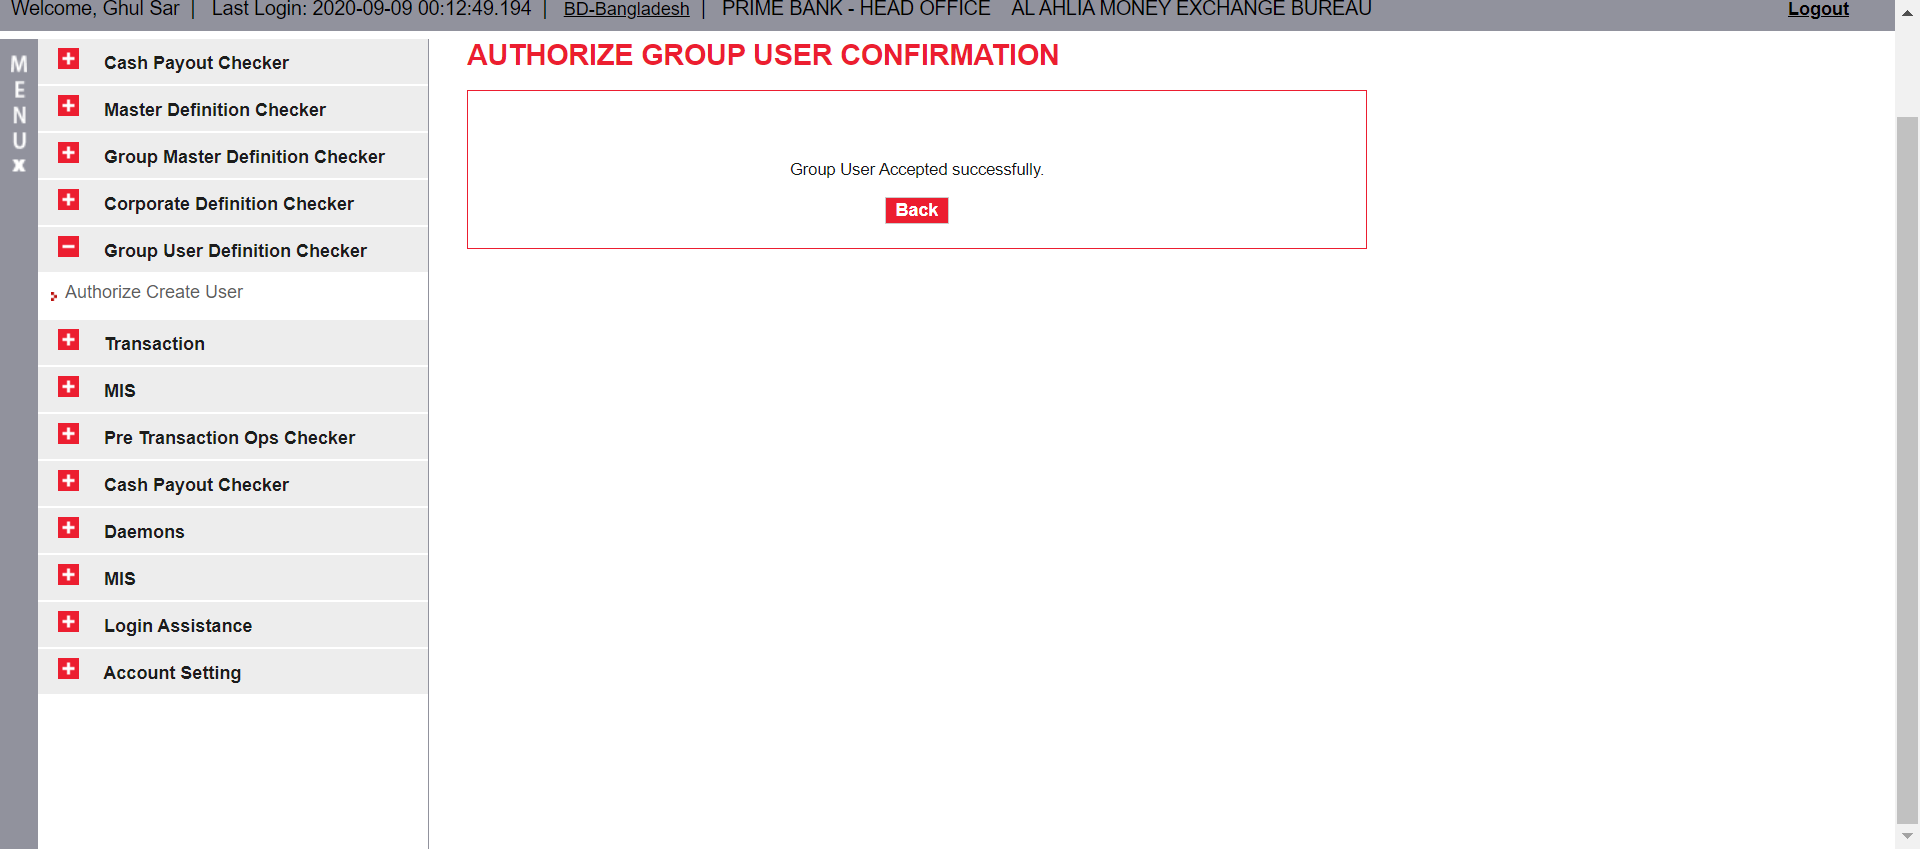 Welcome, Ghul Sar | Last Login: 2020-09-09 00:12:49.194 | BD-Bangladesh | PRIME BANK - HEAD OFFICE AL AHLIA MONEY EXCHANGE BUREAU Logout
MENU x
Cash Payout Checker
Master Definition Checker
Group Master Definition Checker
Corporate Definition Checker
Group User Definition Checker
Authorize Create User
Transaction
MIS
Pre Transaction Ops Checker
Cash Payout Checker
Daemons
MIS
Login Assistance
Account Setting
AUTHORIZE GROUP USER CONFIRMATION
Group User Accepted successfully.
Back